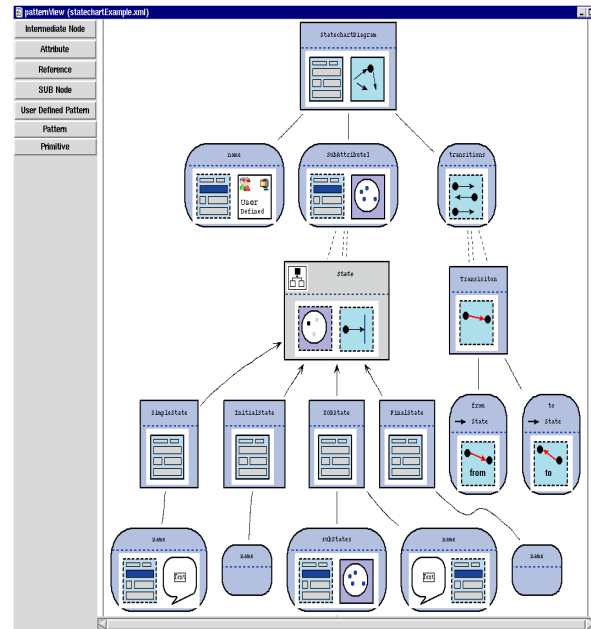 patternView (statechartExample.xml)
Intermediate Node
Attribute
Reference
SUB Node
User Defined Pattern
Pattern
Primitive
StatechartDiagram
name
SubAttribute1
transitions
User
Defined
State
Transisiton
SimpleState
InitialState
XORState
FinalState
from
State
from
to
State
to
name
Text
name
subStates
name
Text
name